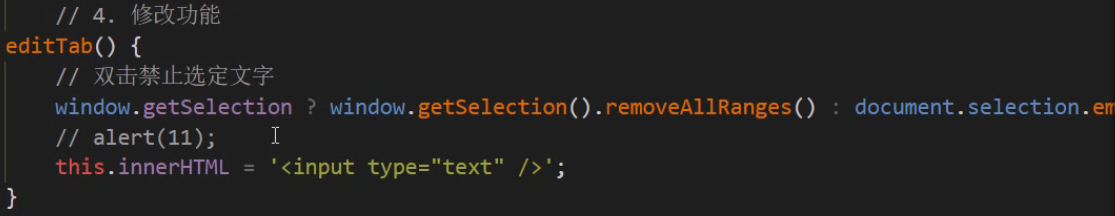 // 4. 修改功能
editTab() {
// 双击禁止选定文字
window.getSelection ? window.getSelection().removeAllRanges() : document.selection.em
// alert(11);
this.innerHTML = '<input type="text" />';
}